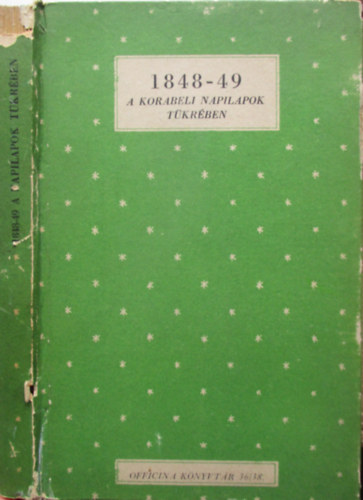 1848-49
A KORABELI NAPILAPOK
TÜKRÉBEN
OFFICINA KÖNYVTÁR
1848-49 A NAPILAPOK TÜKRÉBEN